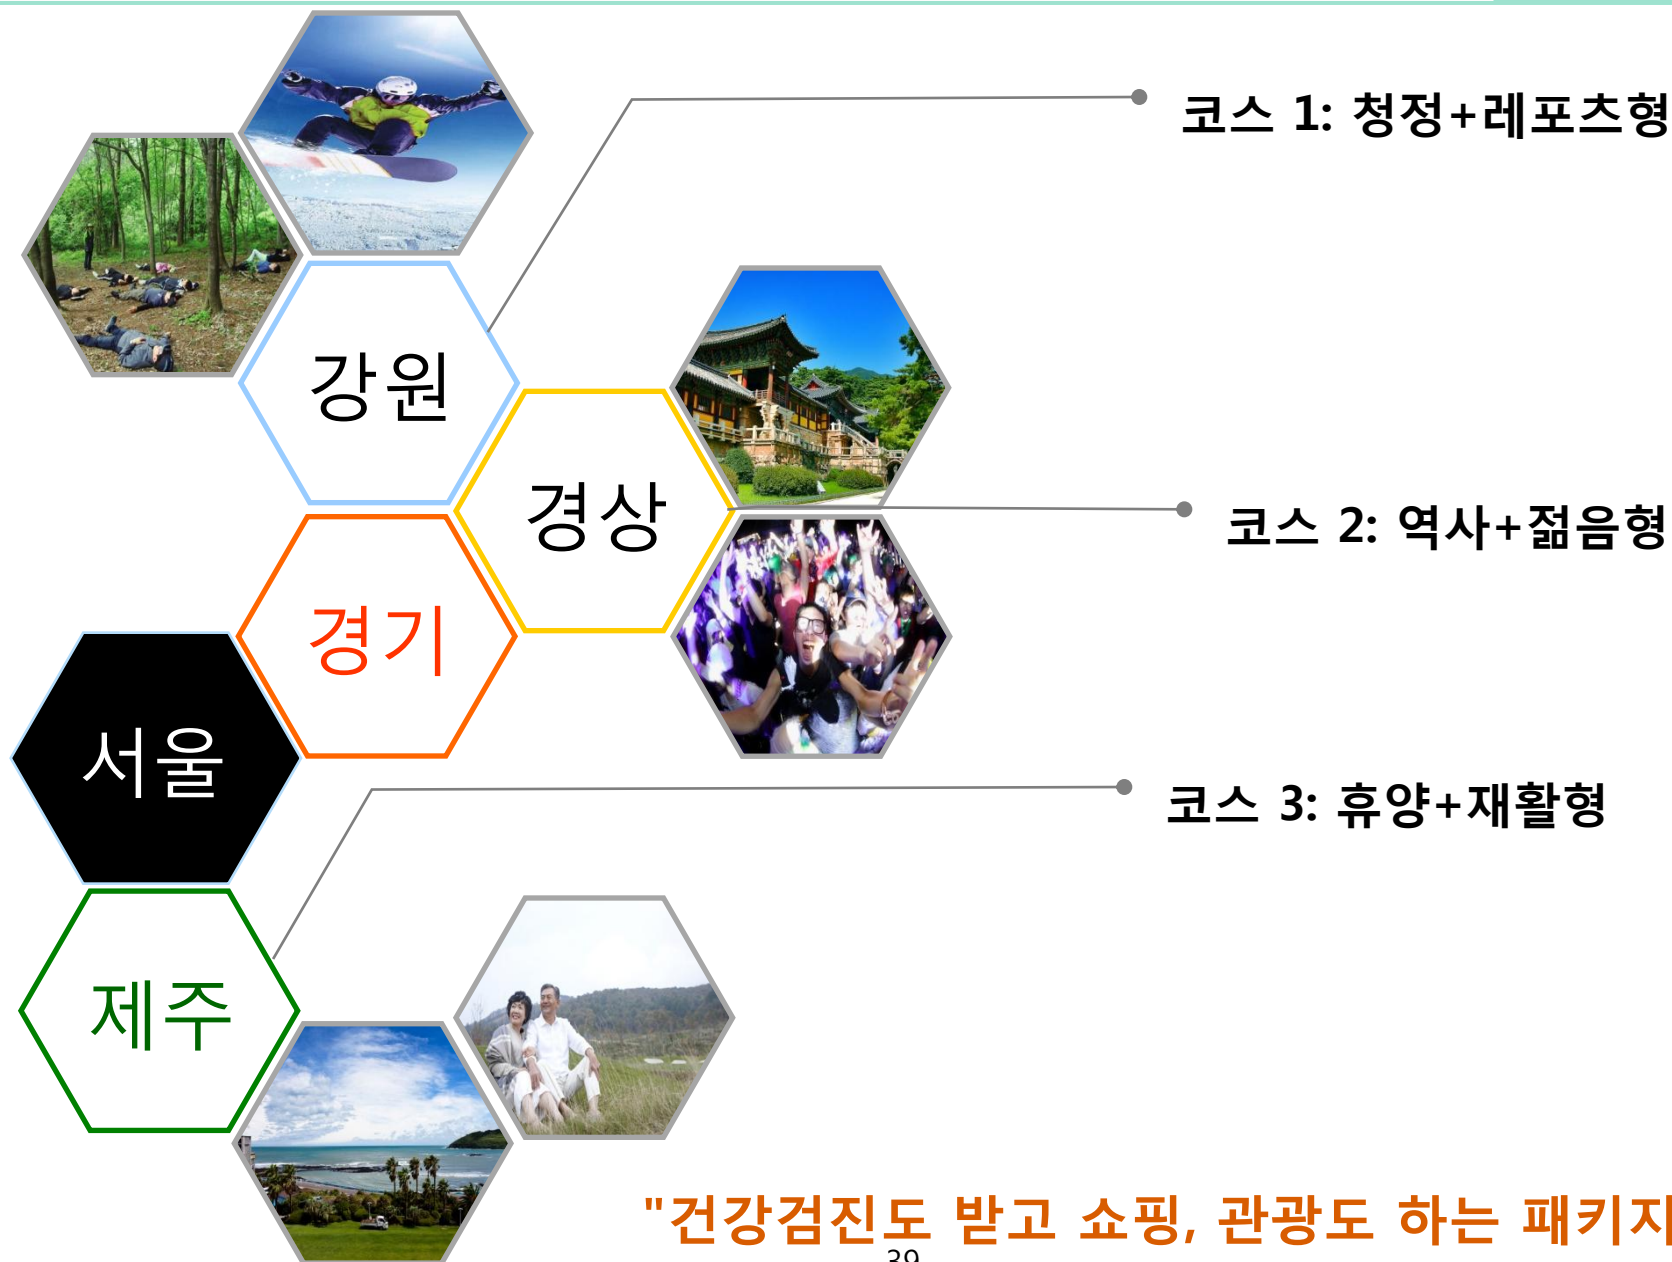 코스 1: 청정+레포츠형
강원
경상
코스 2: 역사+젊음형
경기
서울
코스 3: 휴양+재활형
제주
"건강검진도 받고 쇼핑, 관광도 하는 패키지
39